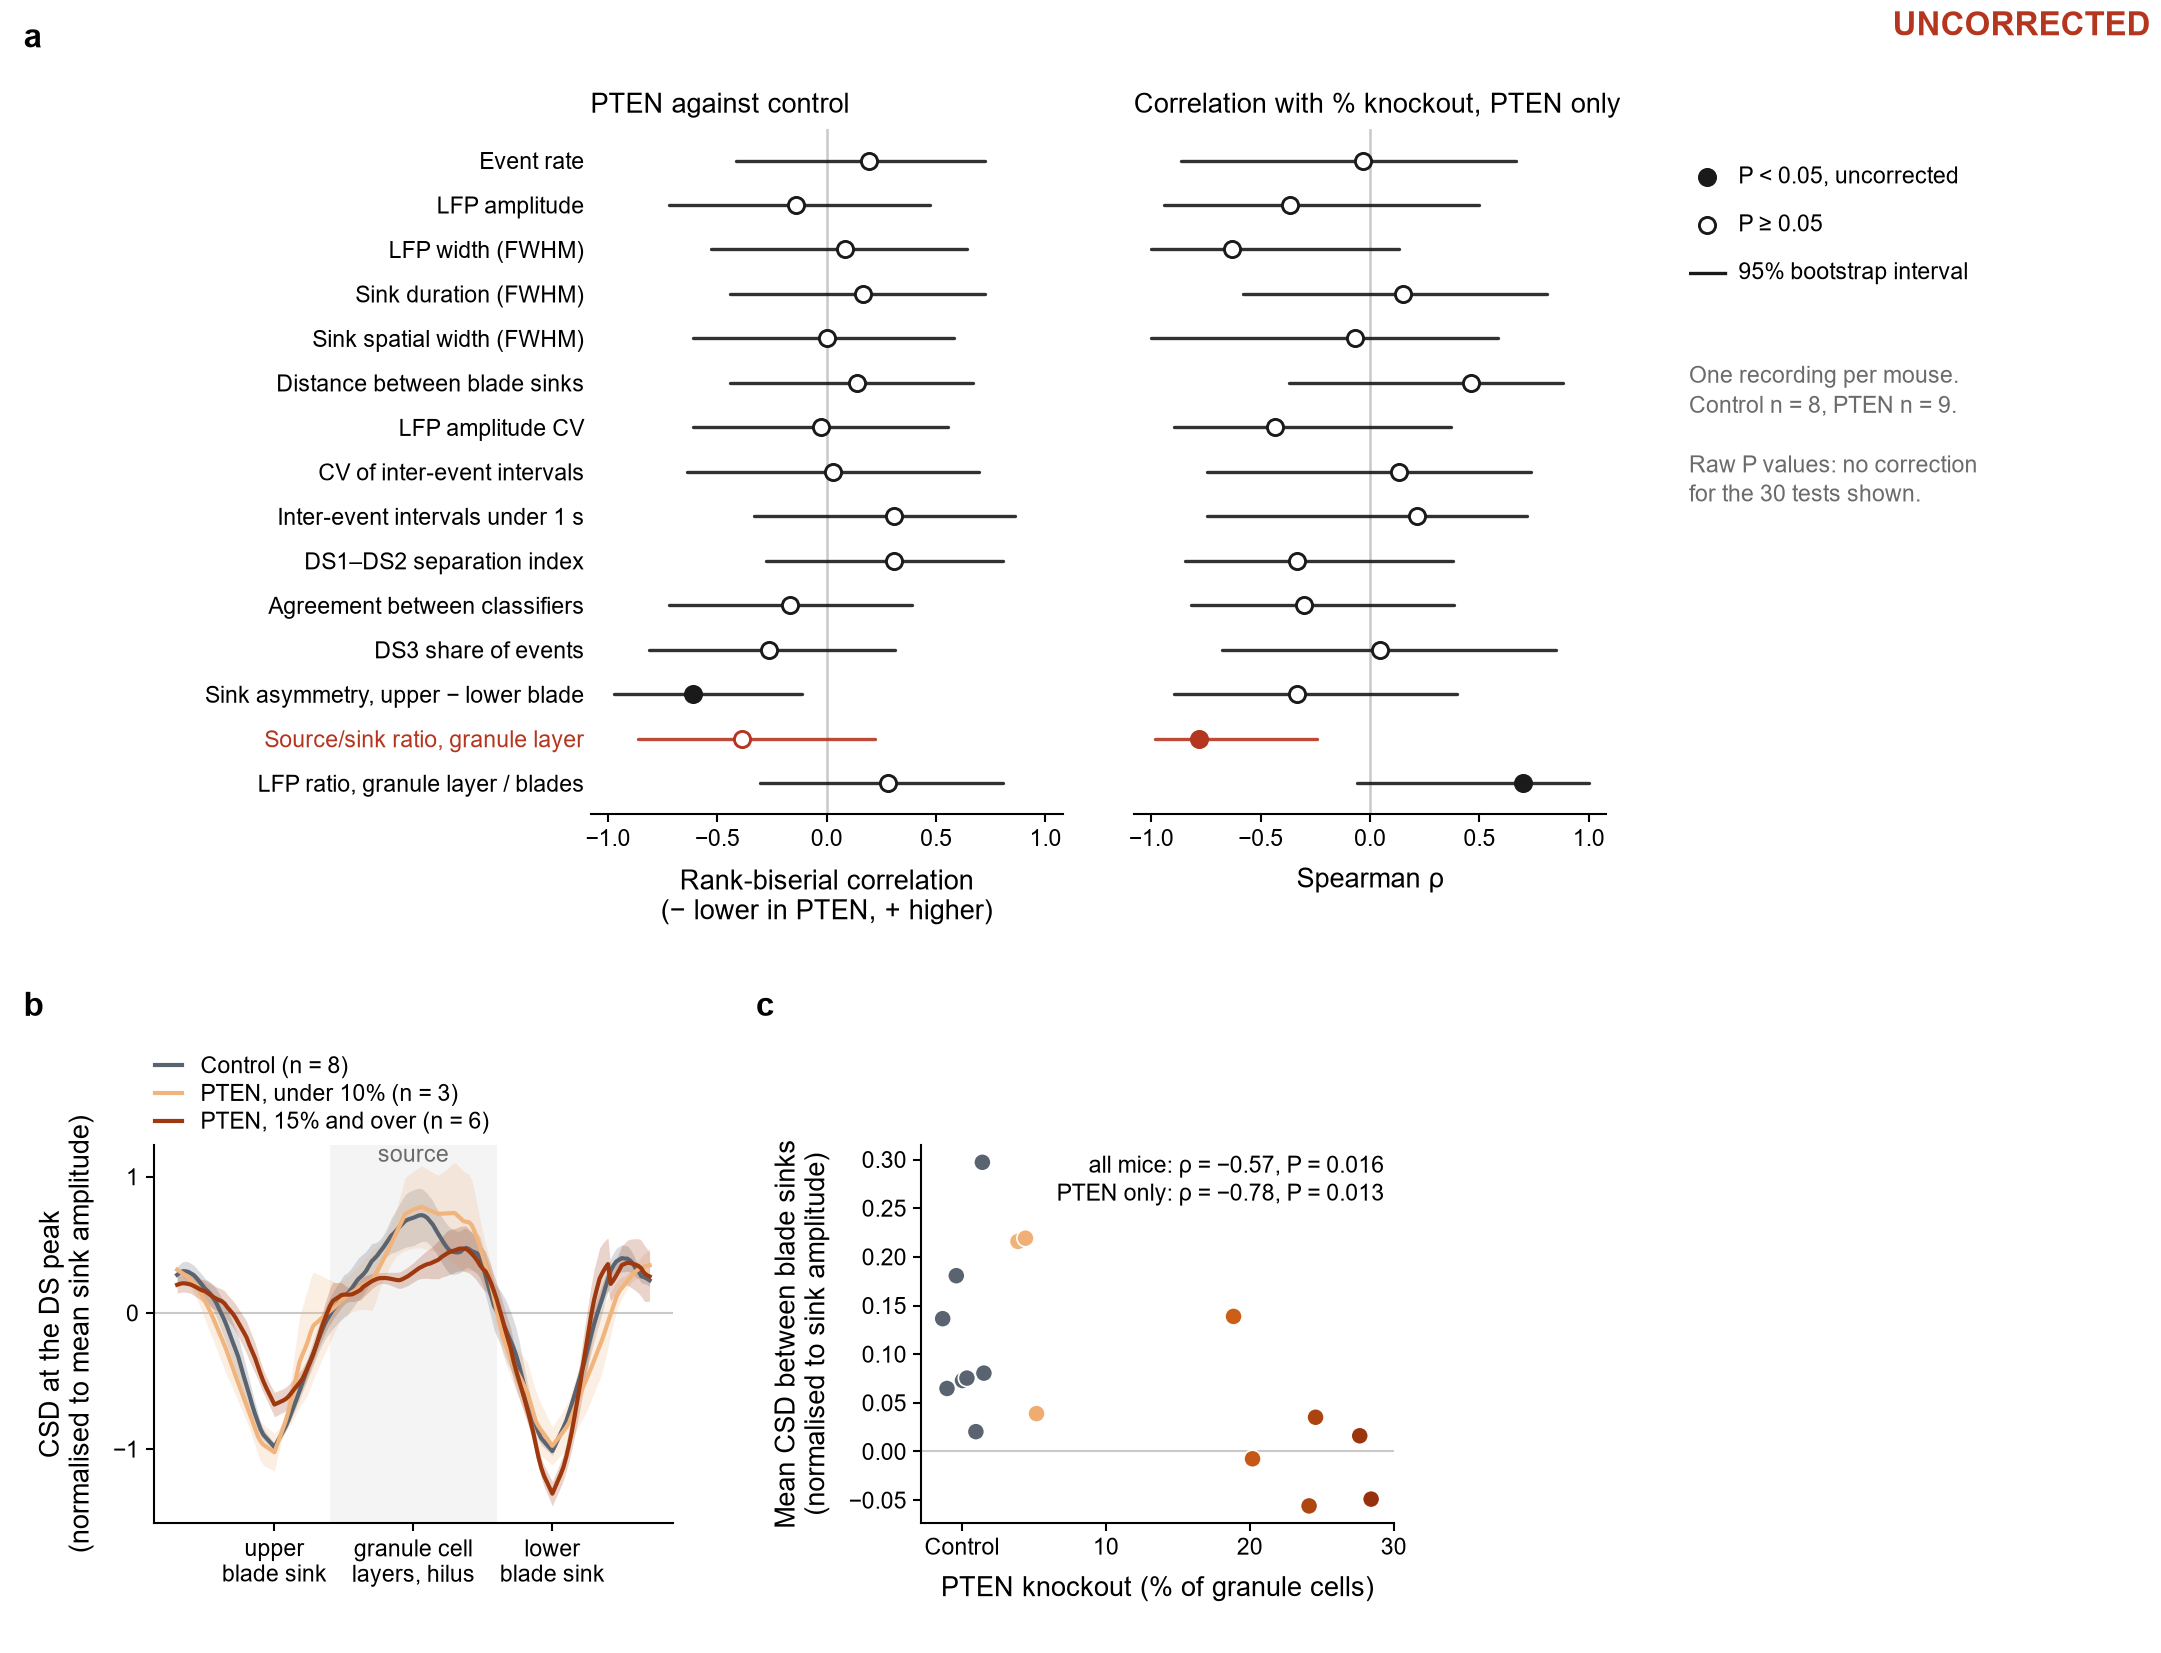 a
UNCORRECTED
PTEN against control
Correlation with % knockout, PTEN only
Event rate
LFP amplitude
LFP width (FWHM)
Sink duration (FWHM)
Sink spatial width (FWHM)
Distance between blade sinks
LFP amplitude CV
CV of inter-event intervals
Inter-event intervals under 1 s
DS1–DS2 separation index
Agreement between classifiers
DS3 share of events
Sink asymmetry, upper − lower blade
Source/sink ratio, granule layer
LFP ratio, granule layer / blades
−1.0 −0.5 0.0 0.5 1.0
Rank-biserial correlation
(− lower in PTEN, + higher)
−1.0 −0.5 0.0 0.5 1.0
Spearman ρ
P < 0.05, uncorrected
P ≥ 0.05
95% bootstrap interval
One recording per mouse.
Control n = 8, PTEN n = 9.
Raw P values: no correction
for the 30 tests shown.
b
Control (n = 8)
PTEN, under 10% (n = 3)
PTEN, 15% and over (n = 6)
source
CSD at the DS peak
(normalised to mean sink amplitude)
1
0
−1
upper
blade sink
granule cell
layers, hilus
lower
blade sink
c
all mice: ρ = −0.57, P = 0.016
PTEN only: ρ = −0.78, P = 0.013
Mean CSD between blade sinks
(normalised to sink amplitude)
0.30
0.25
0.20
0.15
0.10
0.05
0.00
−0.05
Control 10 20 30
PTEN knockout (% of granule cells)